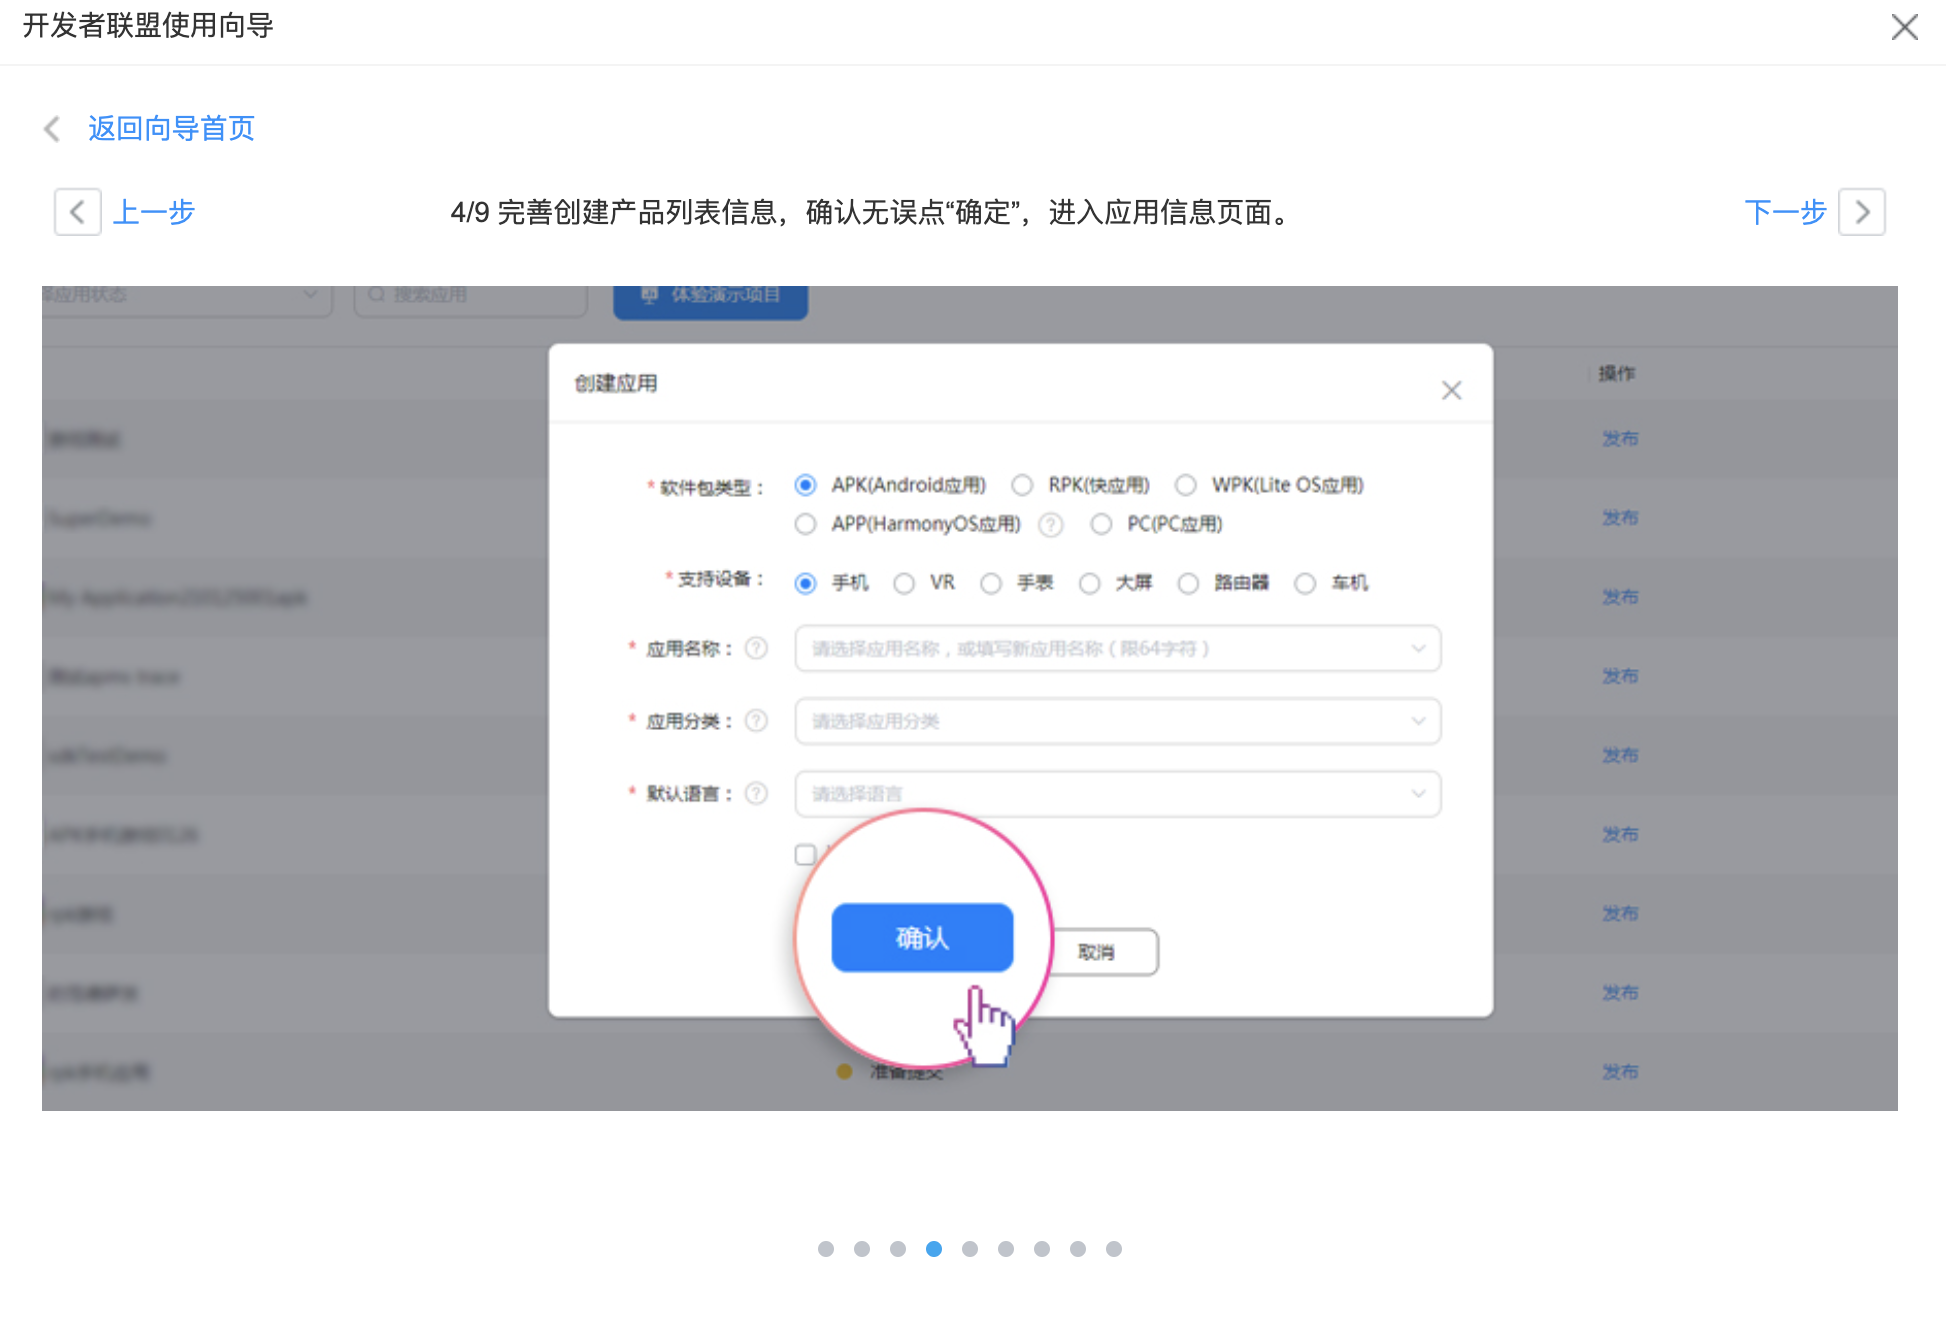 开发者联盟使用向导
返回向导首页
上一步
4/9 完善创建产品列表信息，确认无误点“确定”，进入应用信息页面。
下一步
择应用状态
搜索应用
体验演示项目
创建应用
操作
* 软件包类型：
APK(Android应用)
RPK(快应用)
WPK(Lite OS应用)
APP(HarmonyOS应用)
PC(PC应用)
* 支持设备：
手机
VR
手表
大屏
路由器
车机
* 应用名称：
请选择应用名称，或填写新应用名称（限64字符）
* 应用分类：
请选择应用分类
* 默认语言：
请选择语言
确认
取消
准备提交
发布
发布
发布
发布
发布
发布
发布
发布
发布